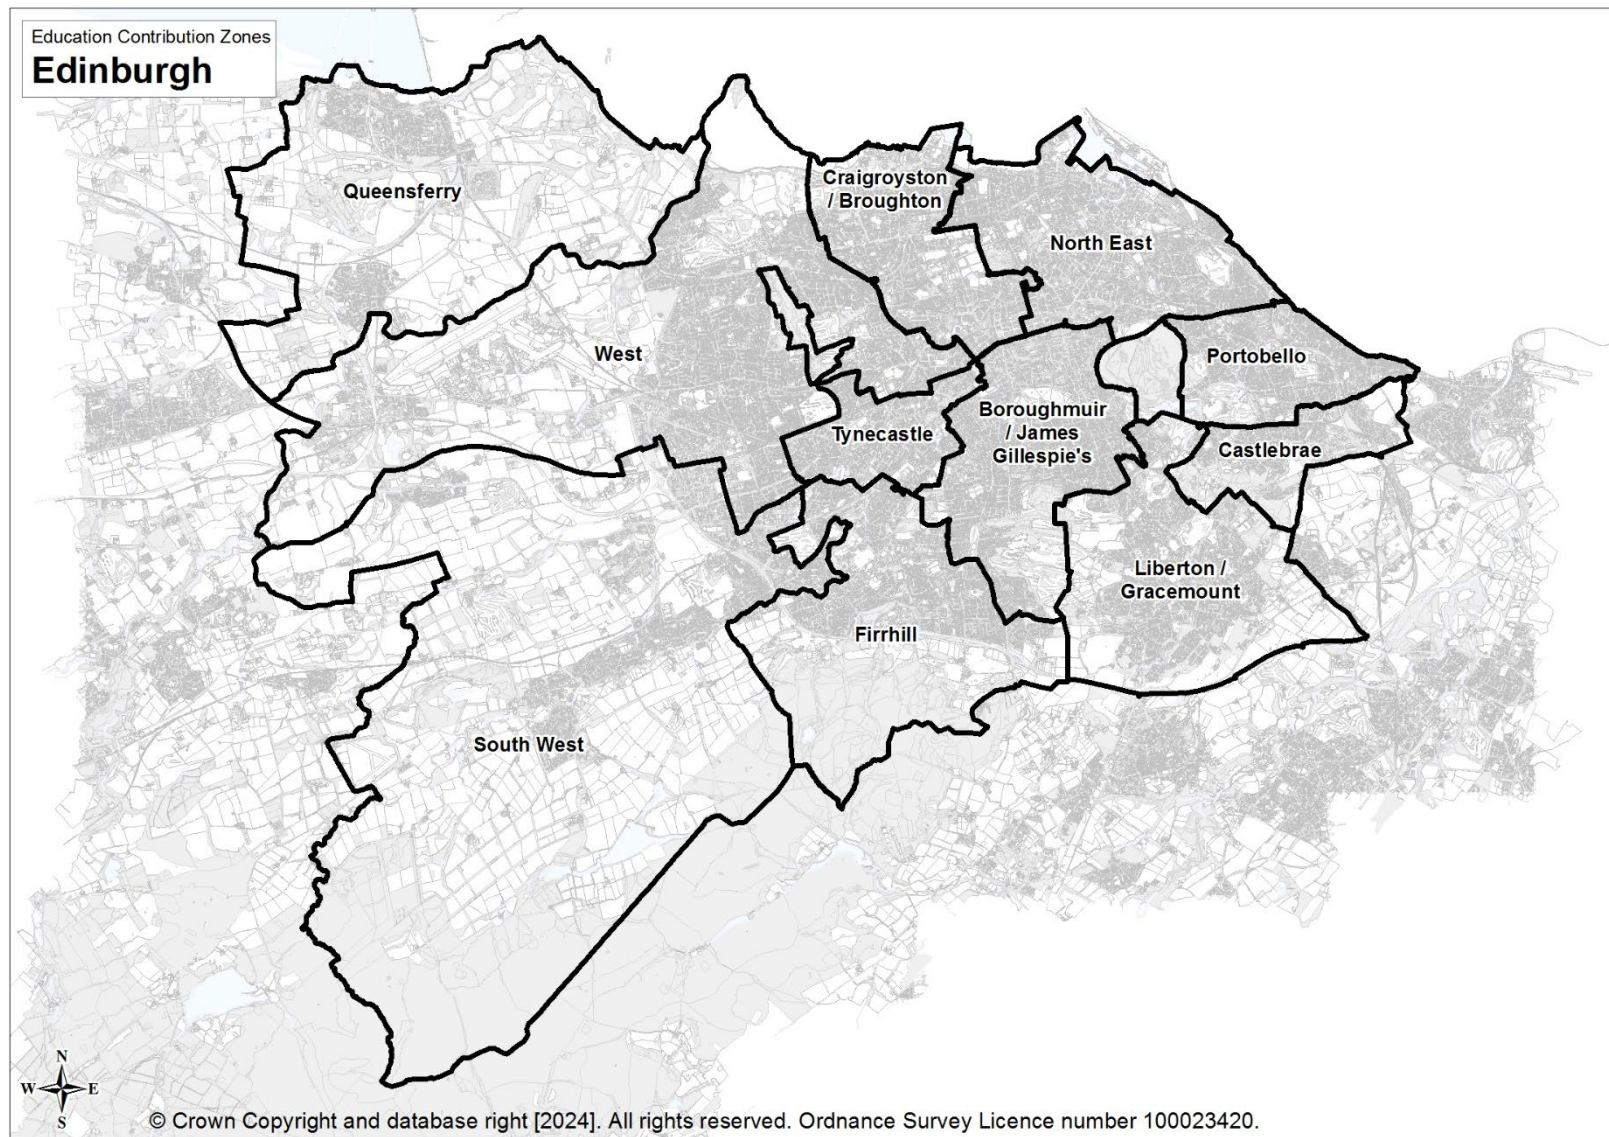 Education Contribution Zones
Edinburgh
Queensferry
Craigroyston
/ Broughton
North East
West
Portobello
Boroughmuir
/ James
Gillespie's
Tynecastle
Castlebrae
Liberton /
Gracemount
Firrhill
South West
N
W E
S
© Crown Copyright and database right [2024]. All rights reserved. Ordnance Survey Licence number 100023420.